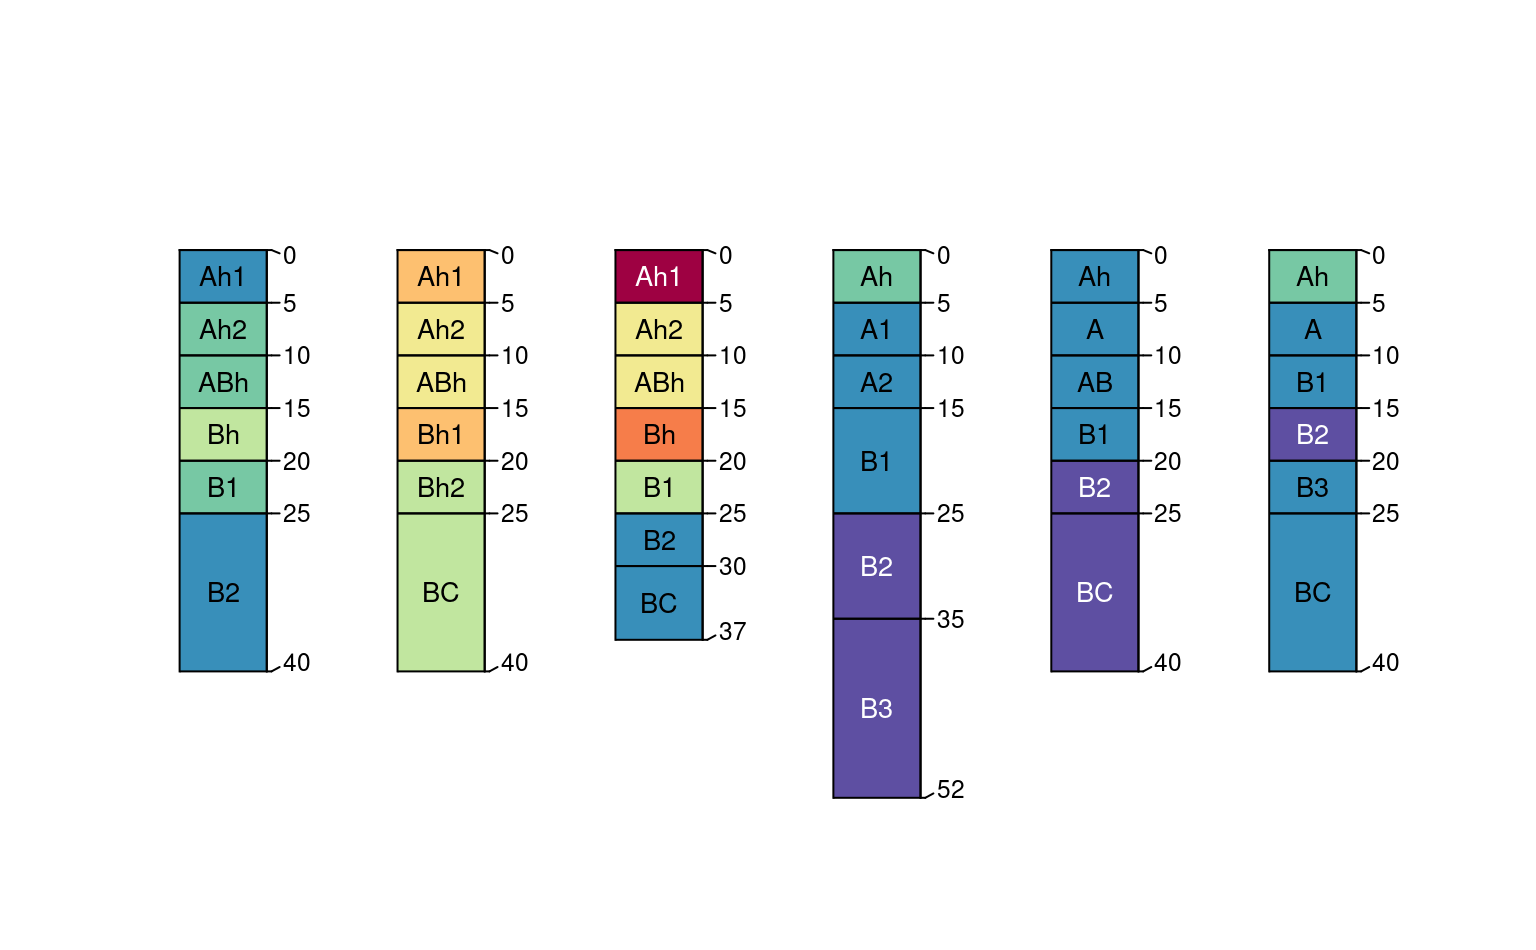 0 0 0 0 0 0
Ah1 Ah1 Ah1 Ah Ah Ah
5 5 5 5 5 5
Ah2 Ah2 Ah2 A1 A A
10 10 10 10 10 10
ABh ABh ABh A2 AB B1
15 15 15 15 15 15
Bh Bh1 Bh B1 B1 B2
20 20 20 20 20
B1 Bh2 B1 B2 B3
25 25 25 25 25 25
B2 B2
30
B2 BC BC BC BC
35
37
40 40 40 40
B3
52